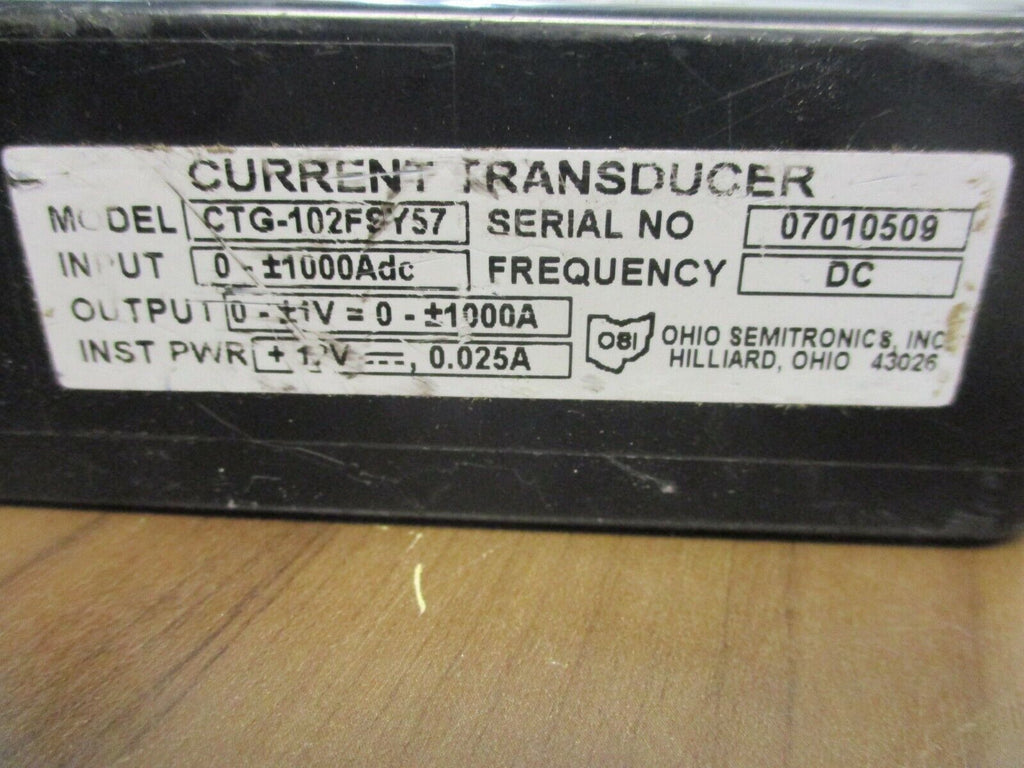 CURRENT TRANSDUCER
MODEL CTG-102FSY57 SERIAL NO 07010509
INPUT 0 - ±1000Adc FREQUENCY DC
OUTPUT 0 - ±1V = 0 - ±1000A
INST PWR ⎓, 0.025A
OSI OHIO SEMITRONICS, INC
HILLIARD, OHIO 43026